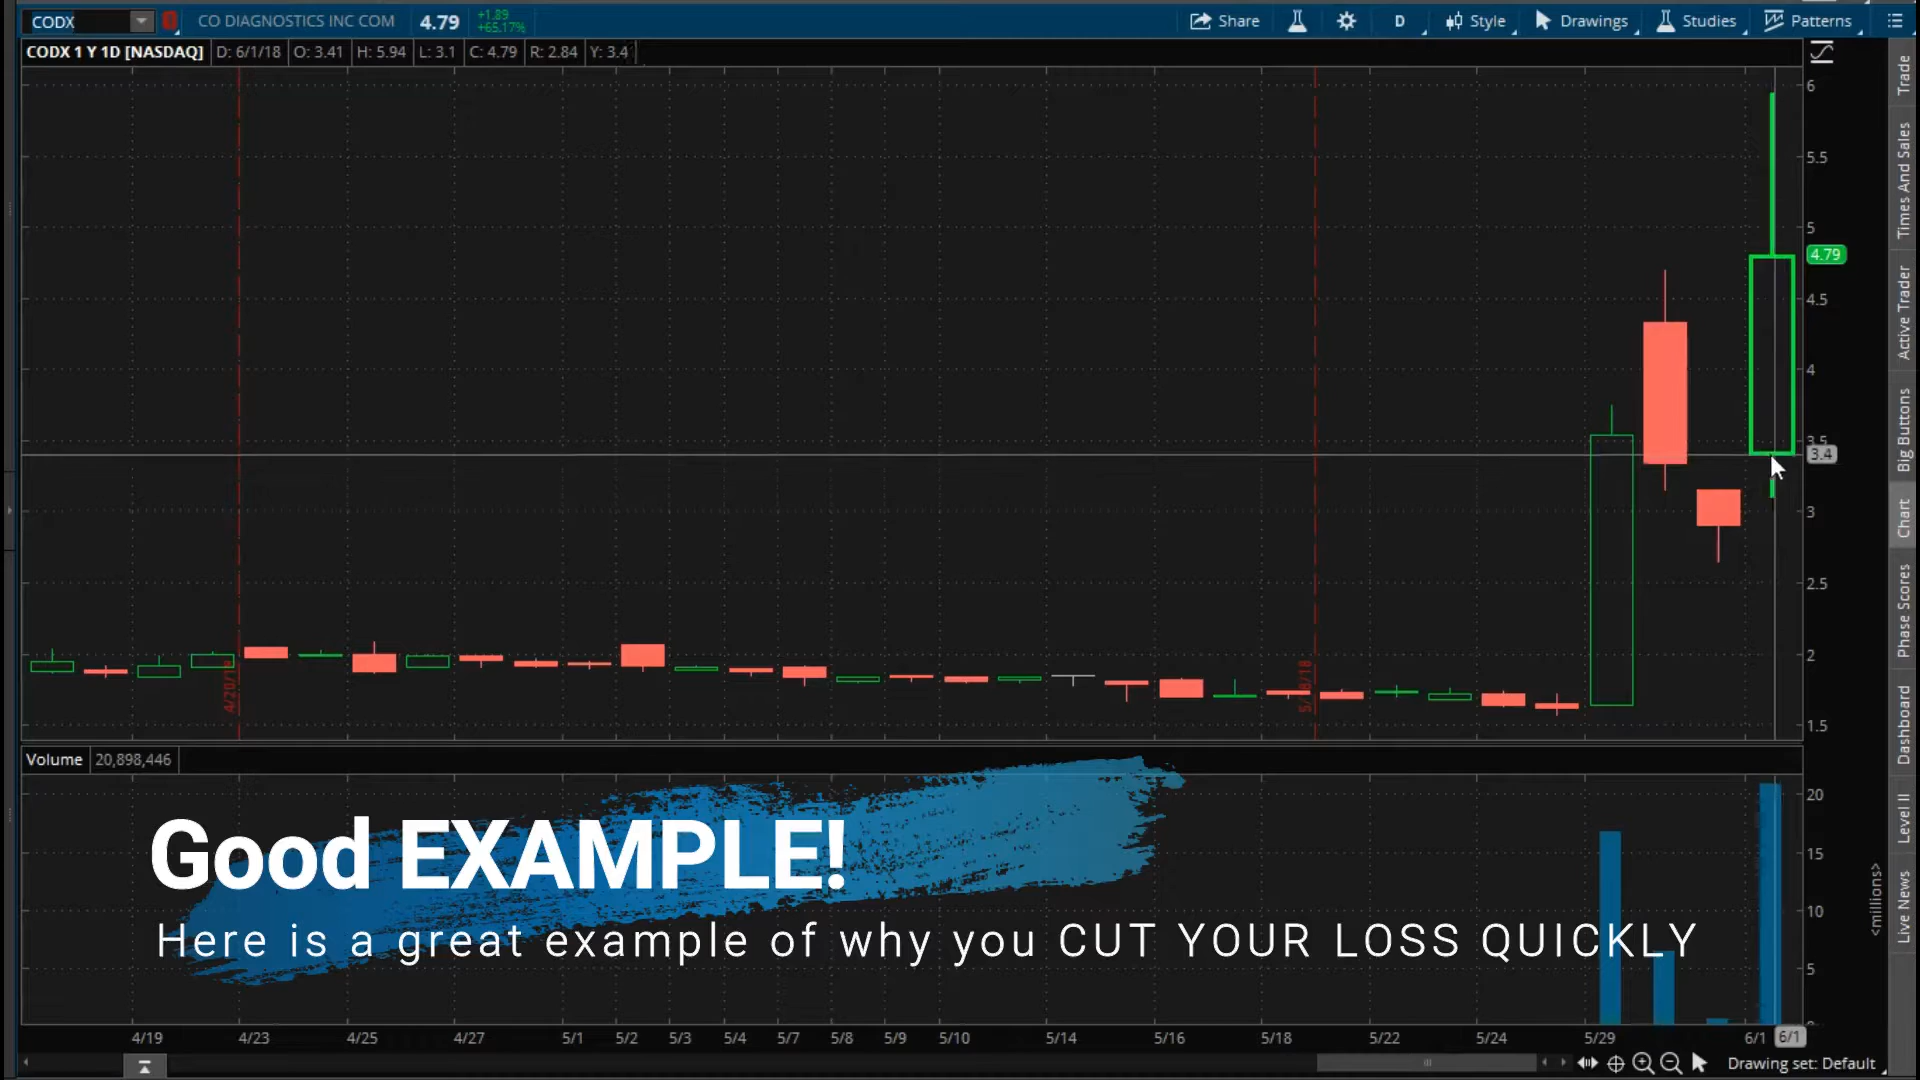 CODX
CO DIAGNOSTICS INC COM
4.79
+1.89
+65.17%
Share
D
Style
Drawings
Studies
Patterns
CODX 1 Y 1D [NASDAQ]
D: 6/1/18
O: 3.41
H: 5.94
L: 3.1
C: 4.79
R: 2.84
Y: 3.4
6
5.5
5
4.79
4.5
4
3.5
3.4
3
2.5
2
1.5
Trade
Times And Sales
Active Trader
Big Buttons
Chart
Phase Scores
Dashboard
Level II
Live News
Volume
20,898,446
20
15
10
5
<millions>
Good EXAMPLE!
Here is a great example of why you CUT YOUR LOSS QUICKLY
4/19
4/23
4/25
4/27
5/1
5/2
5/3
5/4
5/7
5/8
5/9
5/10
5/14
5/16
5/18
5/22
5/24
5/29
6/1
6/1
Drawing set: Default